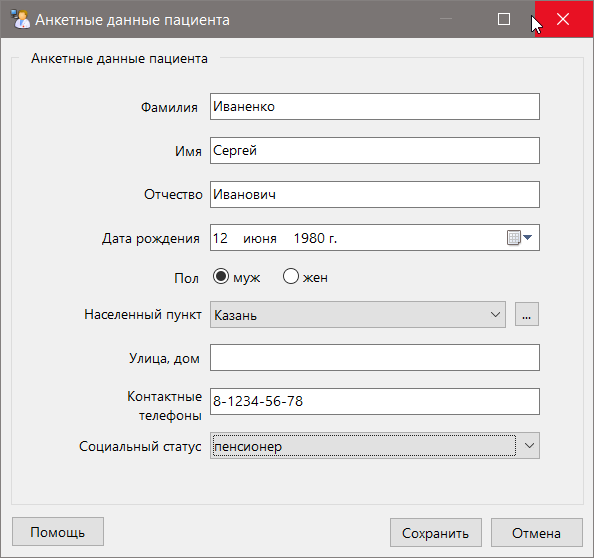 Анкетные данные пациента
Анкетные данные пациента
Фамилия Иваненко
Имя Сергей
Отчество Иванович
Дата рождения 12 июня 1980 г.
Пол муж жен
Населенный пункт Казань ...
Улица, дом
Контактные телефоны 8-1234-56-78
Социальный статус пенсионер
Помощь Сохранить Отмена